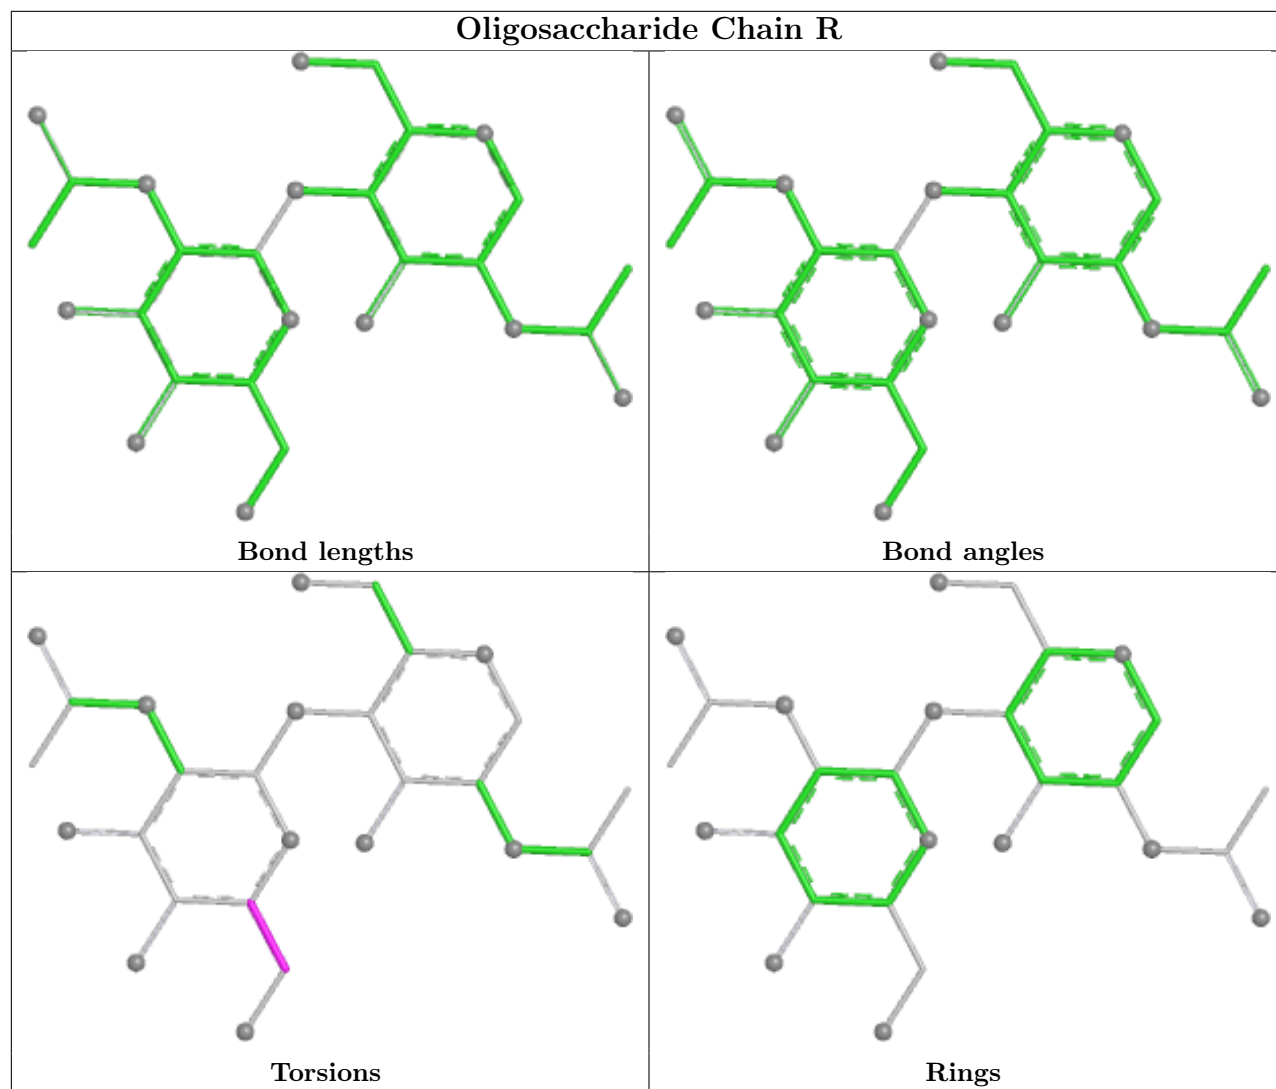 Oligosaccharide Chain R
Bond lengths
Bond angles
Torsions
Rings